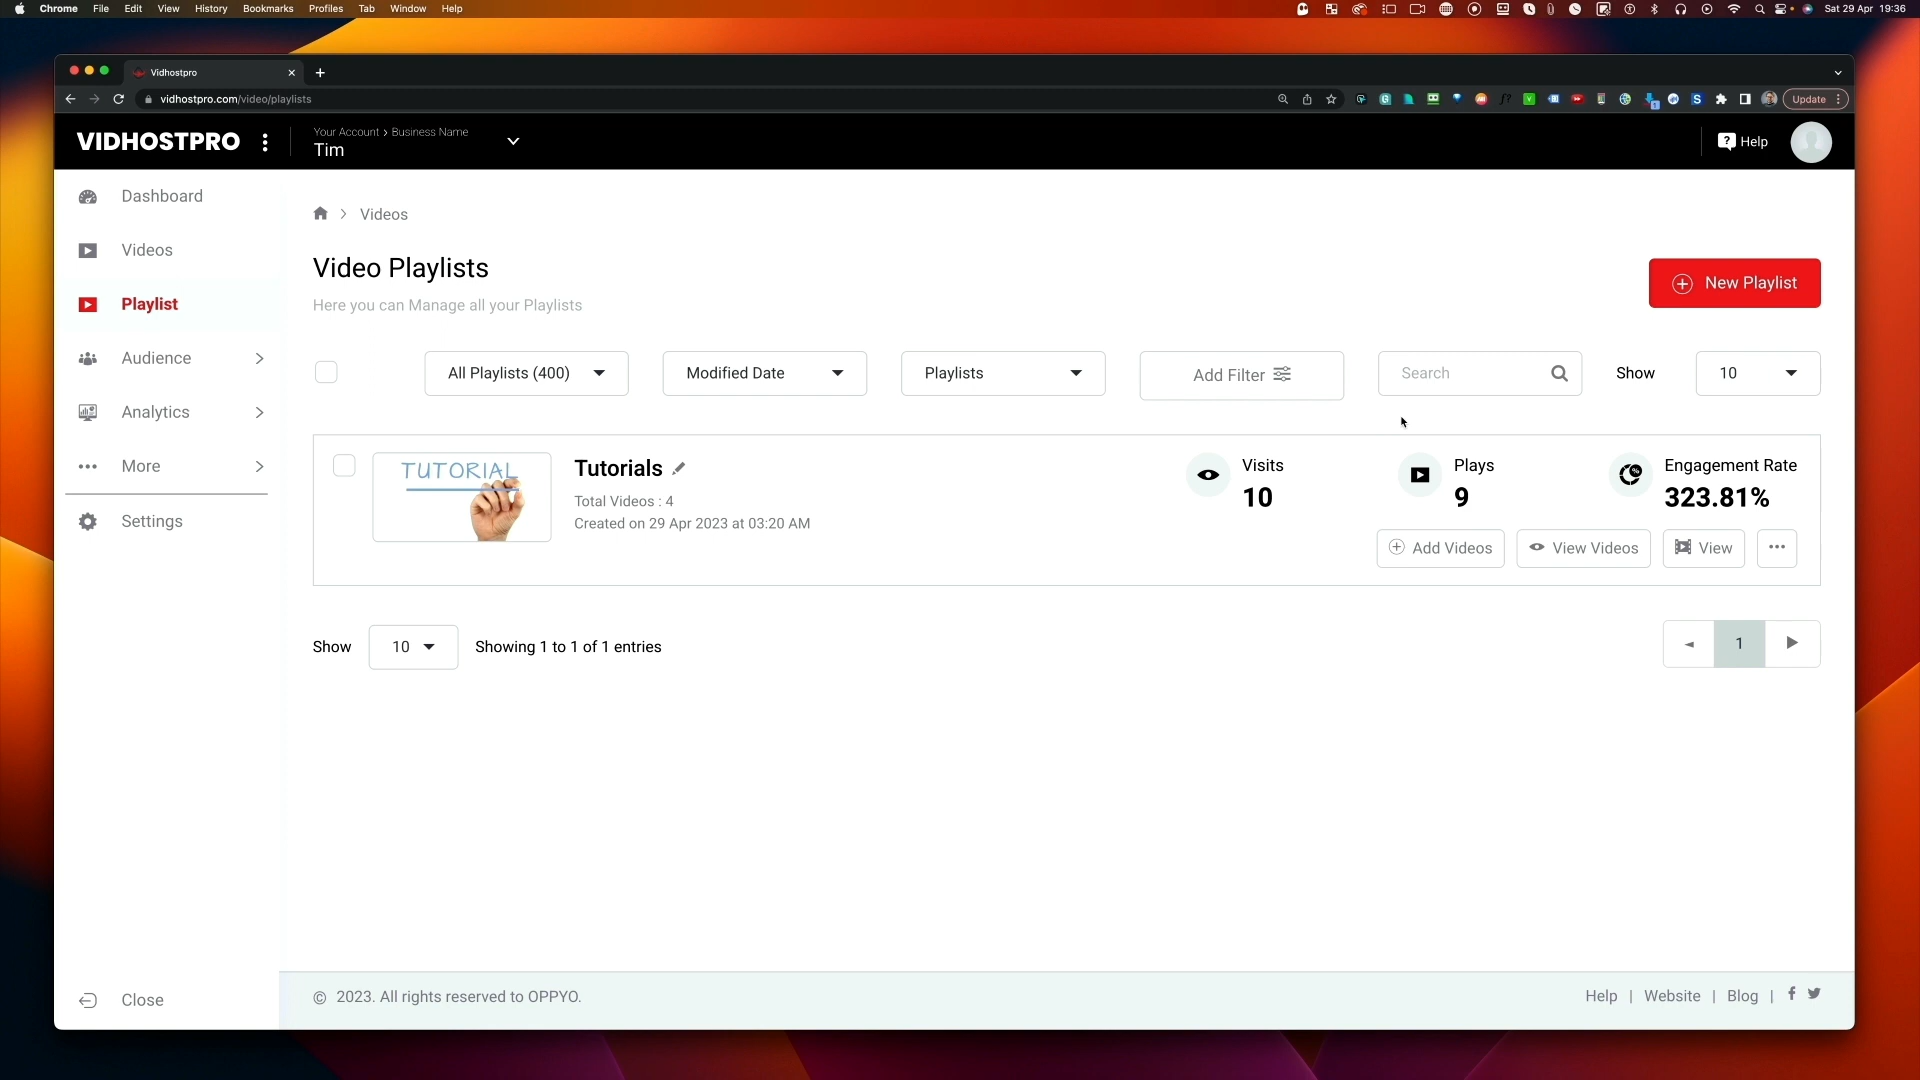 Chrome File Edit View History Bookmarks Profiles Tab Window Help Sat 29 Apr 19:36
Vidhostpro
vidhostpro.com/video/playlists Update
VIDHOSTPRO
Your Account > Business Name
Tim
Help
Dashboard
Videos
Playlist
Audience
Analytics
More
Settings
Close
Videos
Video Playlists
Here you can Manage all your Playlists
New Playlist
All Playlists (400) Modified Date Playlists Add Filter Search Show 10
TUTORIAL
Tutorials
Total Videos : 4
Created on 29 Apr 2023 at 03:20 AM
Visits
10
Plays
9
Engagement Rate
323.81%
Add Videos View Videos View
Show 10 Showing 1 to 1 of 1 entries
1
© 2023. All rights reserved to OPPYO.
Help | Website | Blog |